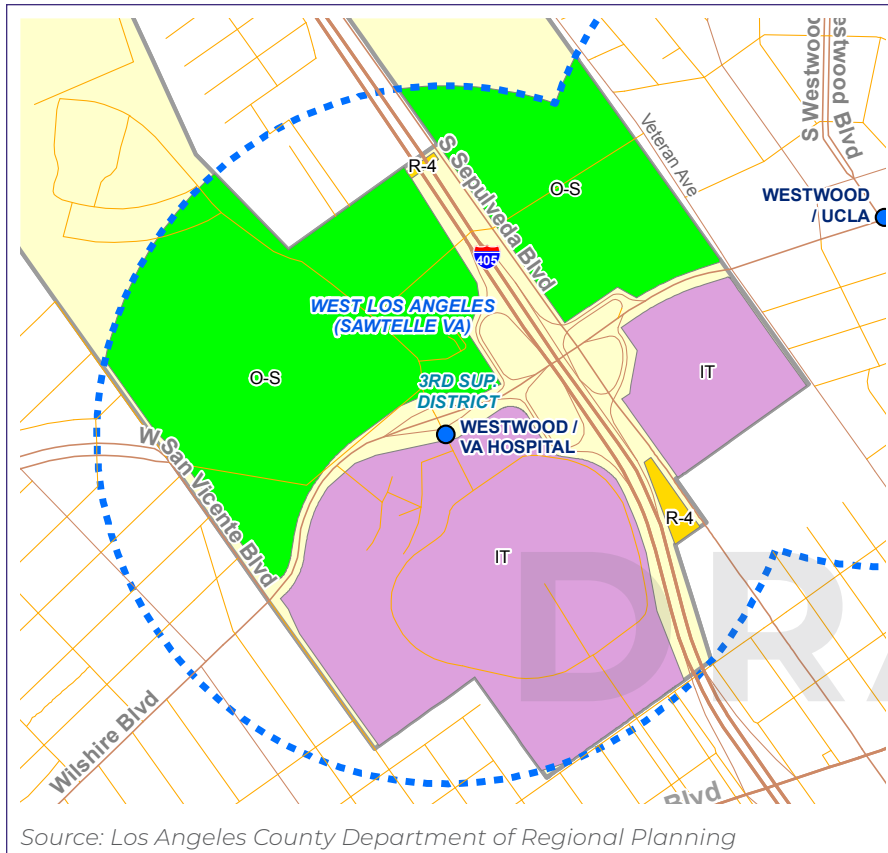 S Westwood
Westwood Blvd
Veteran Ave
R-4
S Sepulveda Blvd
O-S
WESTWOOD
/ UCLA
405
WEST LOS ANGELES
(SAWTELLE VA)
O-S
IT
3RD SUP.
DISTRICT
WESTWOOD /
VA HOSPITAL
W San Vicente Blvd
R-4
IT
DRA
Wilshire Blvd
Blvd
Source: Los Angeles County Department of Regional Planning